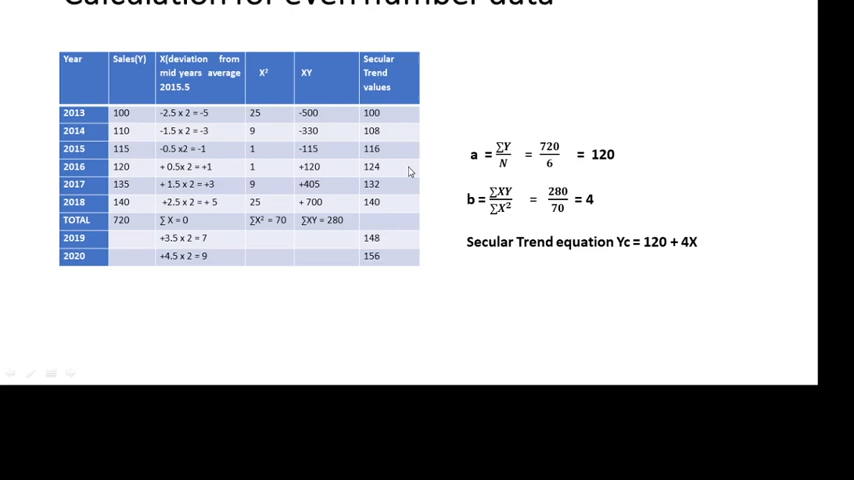 Calculation for even number data
Year Sales(Y) X(deviation from mid years average 2015.5 X² XY Secular Trend values
2013 100 -2.5 x 2 = -5 25 -500 100
2014 110 -1.5 x 2 = -3 9 -330 108
2015 115 -0.5 x2 = -1 1 -115 116
2016 120 + 0.5x 2 = +1 1 +120 124
2017 135 + 1.5 x 2 = +3 9 +405 132
2018 140 +2.5 x 2 = + 5 25 + 700 140
TOTAL 720 ∑ X = 0 ∑X² = 70 ∑XY = 280
2019 +3.5 x 2 = 7 148
2020 +4.5 x 2 = 9 156
a = ∑Y/N = 720/6 = 120
b = ∑XY/∑X² = 280/70 = 4
Secular Trend equation Yc = 120 + 4X